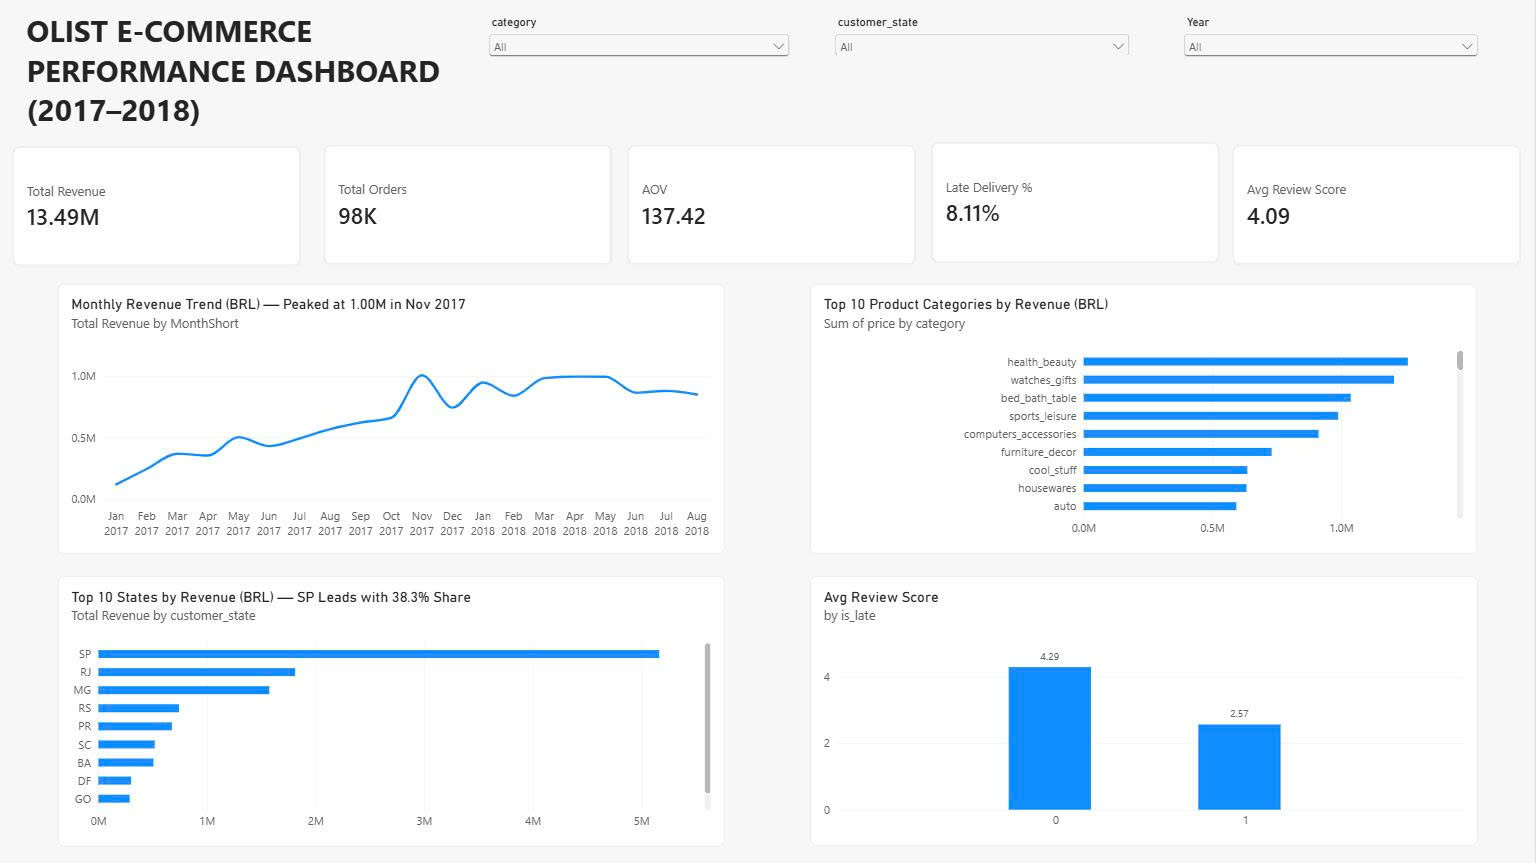 OLIST E-COMMERCE
PERFORMANCE DASHBOARD
(2017–2018)
category
All
customer_state
All
Year
All
Total Revenue
13.49M
Total Orders
98K
AOV
137.42
Late Delivery %
8.11%
Avg Review Score
4.09
Monthly Revenue Trend (BRL) — Peaked at 1.00M in Nov 2017
Total Revenue by MonthShort
1.0M
0.5M
0.0M
Jan Feb Mar Apr May Jun Jul Aug Sep Oct Nov Dec Jan Feb Mar Apr May Jun Jul Aug
2017 2017 2017 2017 2017 2017 2017 2017 2017 2017 2017 2017 2018 2018 2018 2018 2018 2018 2018 2018
Top 10 Product Categories by Revenue (BRL)
Sum of price by category
health_beauty
watches_gifts
bed_bath_table
sports_leisure
computers_accessories
furniture_decor
cool_stuff
housewares
auto
0.0M 0.5M 1.0M
Top 10 States by Revenue (BRL) — SP Leads with 38.3% Share
Total Revenue by customer_state
SP
RJ
MG
RS
PR
SC
BA
DF
GO
0M 1M 2M 3M 4M 5M
Avg Review Score
by is_late
4.29
4
2.57
2
0
0 1